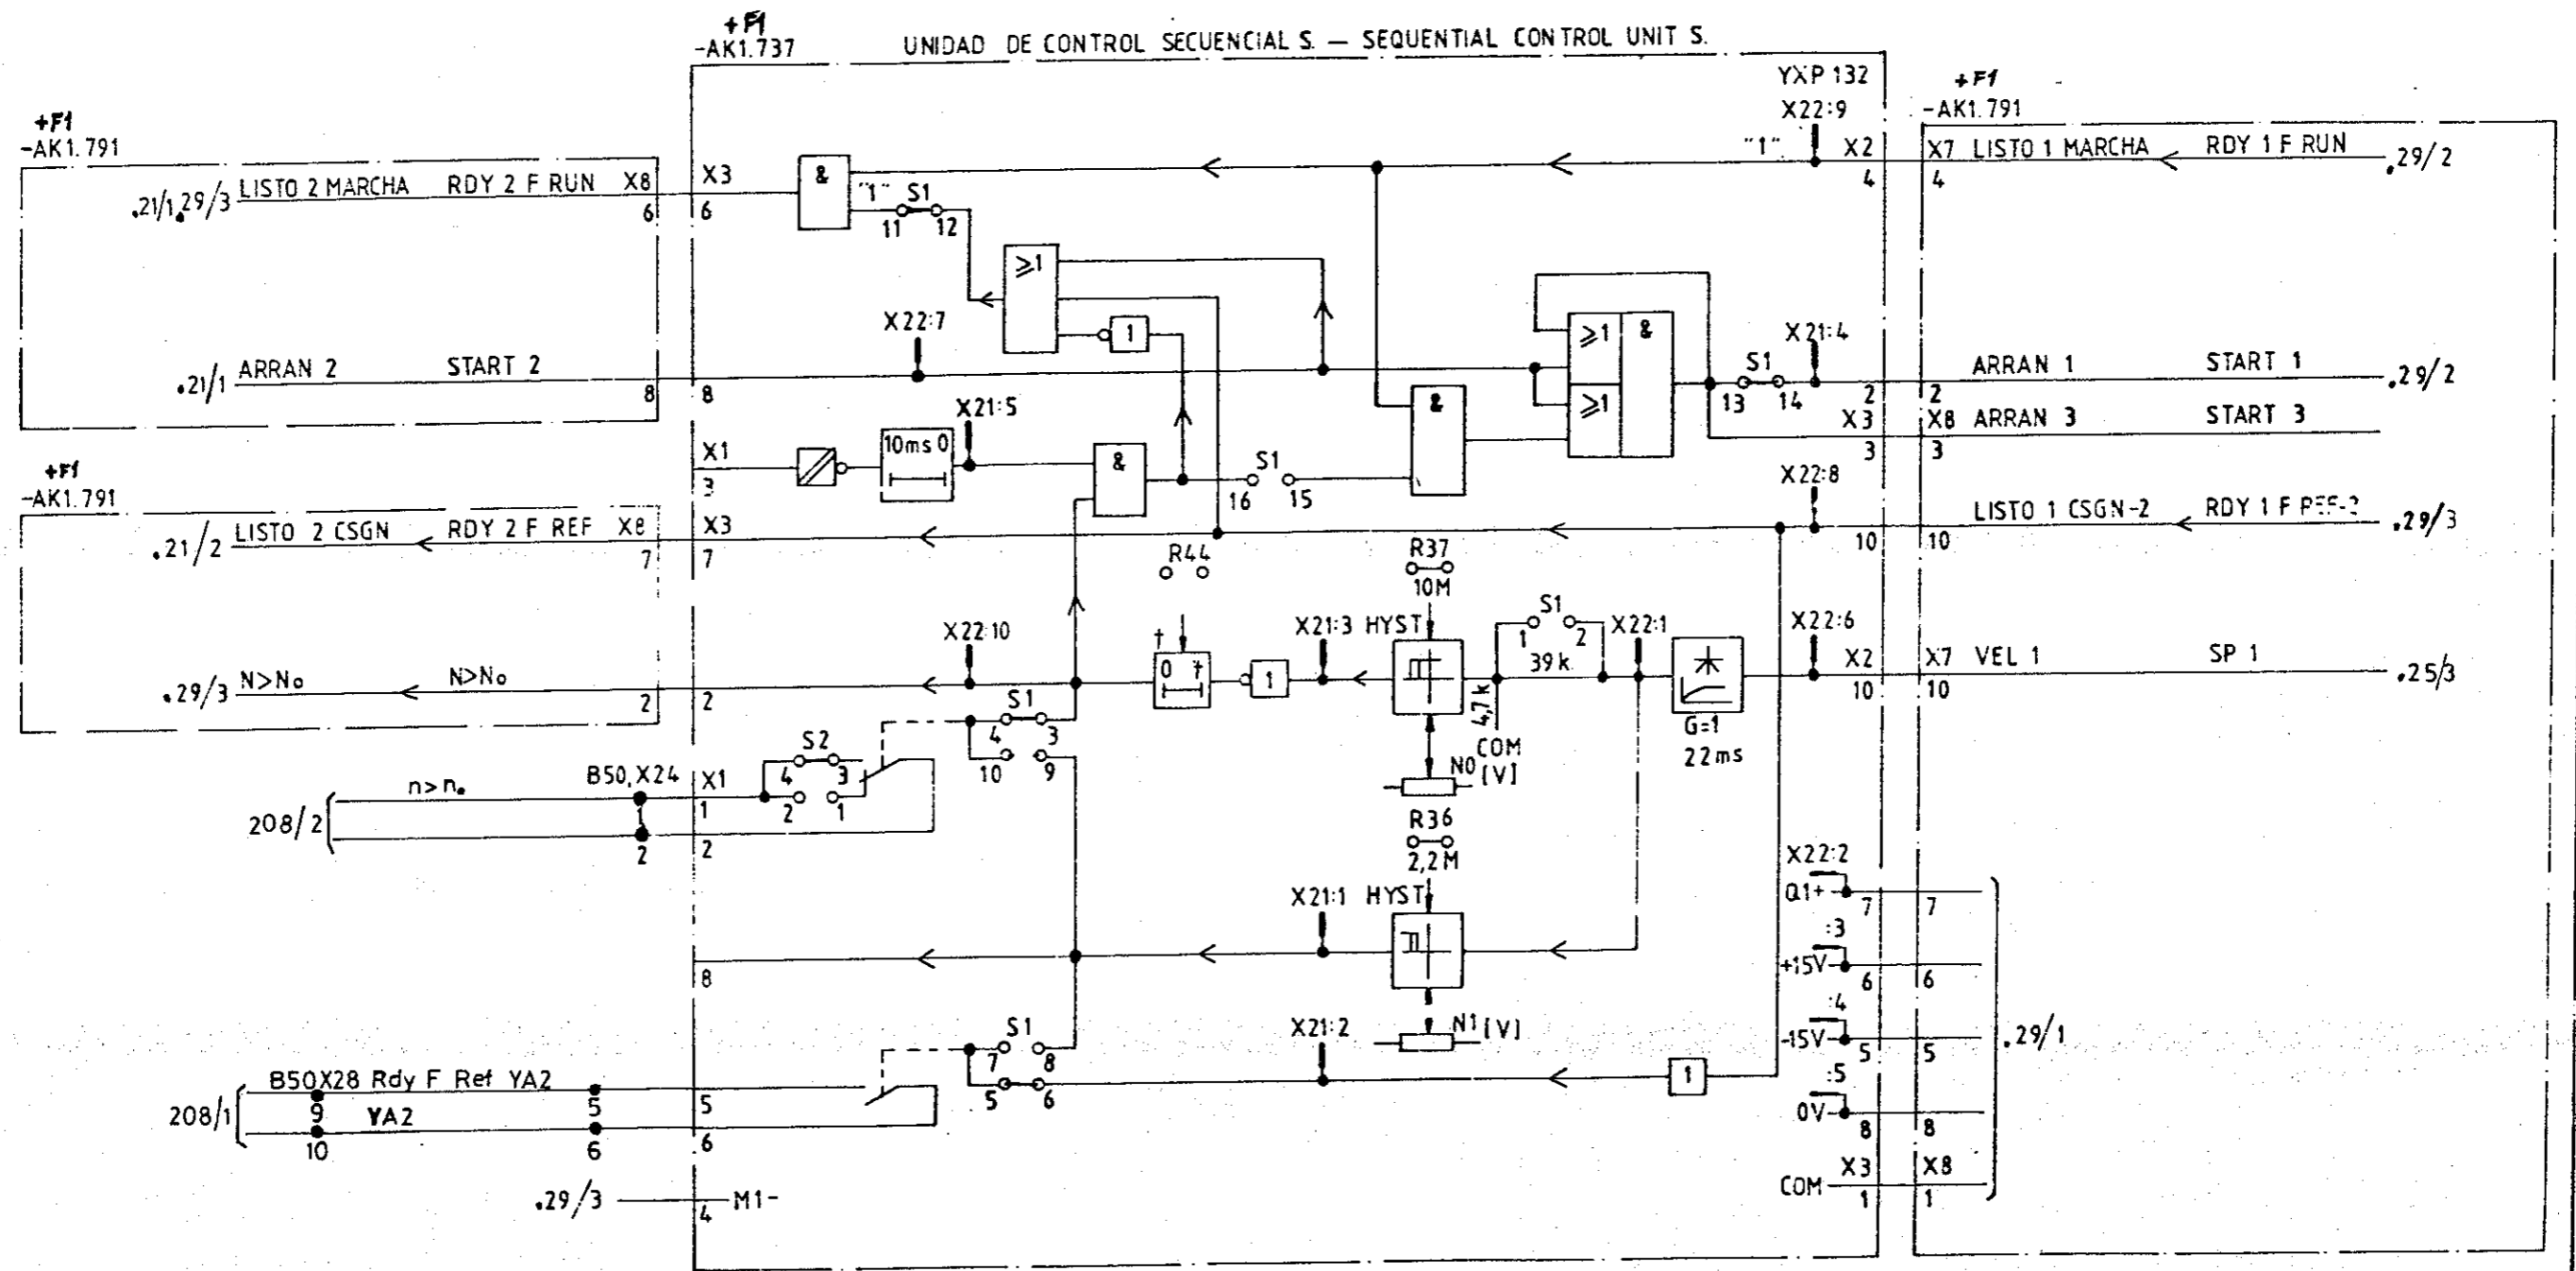 +F1
-AK1.737
UNIDAD DE CONTROL SECUENCIAL S. — SEQUENTIAL CONTROL UNIT S.
YXP 132
+F1
-AK1.791
+F1
-AK1.791
X22:9
"1"
X2
4
X7
4
LISTO 1 MARCHA
RDY 1 F RUN
.29/2
.21/1,.29/3
LISTO 2 MARCHA
RDY 2 F RUN
X8
6
X3
6
&
"1"
S1
11
12
≥1
1
X22:7
.21/1
ARRAN 2
START 2
8
8
≥1
&
≥1
S1
13
14
X21:4
2
2
ARRAN 1
START 1
.29/2
X3
3
X8
3
ARRAN 3
START 3
&
X21:5
X1
3
10ms 0
&
S1
16
15
+F1
-AK1.791
X22:8
.21/2
LISTO 2 CSGN
RDY 2 F REF
X8
7
X3
7
10
10
LISTO 1 CSGN-2
RDY 1 F REF-2
.29/3
R44
R37
10M
X22:10
t
0 t
1
X21:3
HYST
S1
1
2
39k
X22:1
X22:6
X2
10
X7
10
VEL 1
SP 1
.25/3
.29/3
N>No
N>No
2
2
4,7k
COM
G=1
22ms
N0
[V]
S1
4
3
10
9
S2
4
3
2
1
208/2
n>n.
B50,X24
1
2
X1
1
2
R36
2,2M
X21:1
HYST
8
N1 [V]
X22:2
0.1+
7
7
:3
+15V
6
6
:4
-15V
5
5
:5
0V
8
8
.29/1
COM
X3
1
X8
1
S1
7
8
5
6
X21:2
1
208/1
B50X28 Rdy F Ref YA2
9
YA2
10
5
6
5
6
.29/3
4
M1-